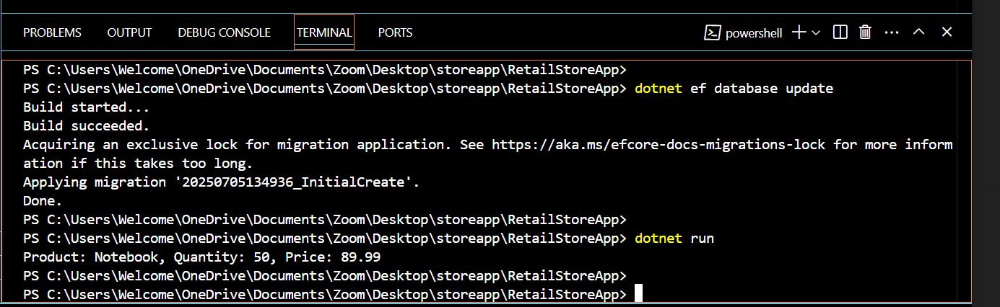 PROBLEMS OUTPUT DEBUG CONSOLE TERMINAL PORTS powershell
PS C:\Users\Welcome\OneDrive\Documents\Zoom\Desktop\storeapp\RetailStoreApp>
PS C:\Users\Welcome\OneDrive\Documents\Zoom\Desktop\storeapp\RetailStoreApp> dotnet ef database update
Build started...
Build succeeded.
Acquiring an exclusive lock for migration application. See https://aka.ms/efcore-docs-migrations-lock for more inform
ation if this takes too long.
Applying migration '20250705134936_InitialCreate'.
Done.
PS C:\Users\Welcome\OneDrive\Documents\Zoom\Desktop\storeapp\RetailStoreApp>
PS C:\Users\Welcome\OneDrive\Documents\Zoom\Desktop\storeapp\RetailStoreApp> dotnet run
Product: Notebook, Quantity: 50, Price: 89.99
PS C:\Users\Welcome\OneDrive\Documents\Zoom\Desktop\storeapp\RetailStoreApp>
PS C:\Users\Welcome\OneDrive\Documents\Zoom\Desktop\storeapp\RetailStoreApp>